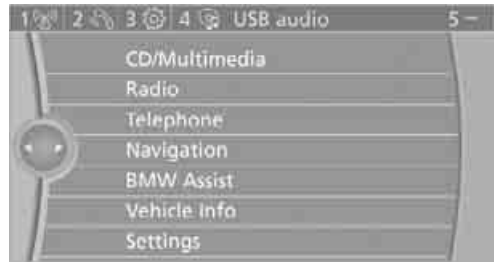 1 2 3 4 USB audio 5 –
CD/Multimedia
Radio
Telephone
Navigation
BMW Assist
Vehicle Info
Settings